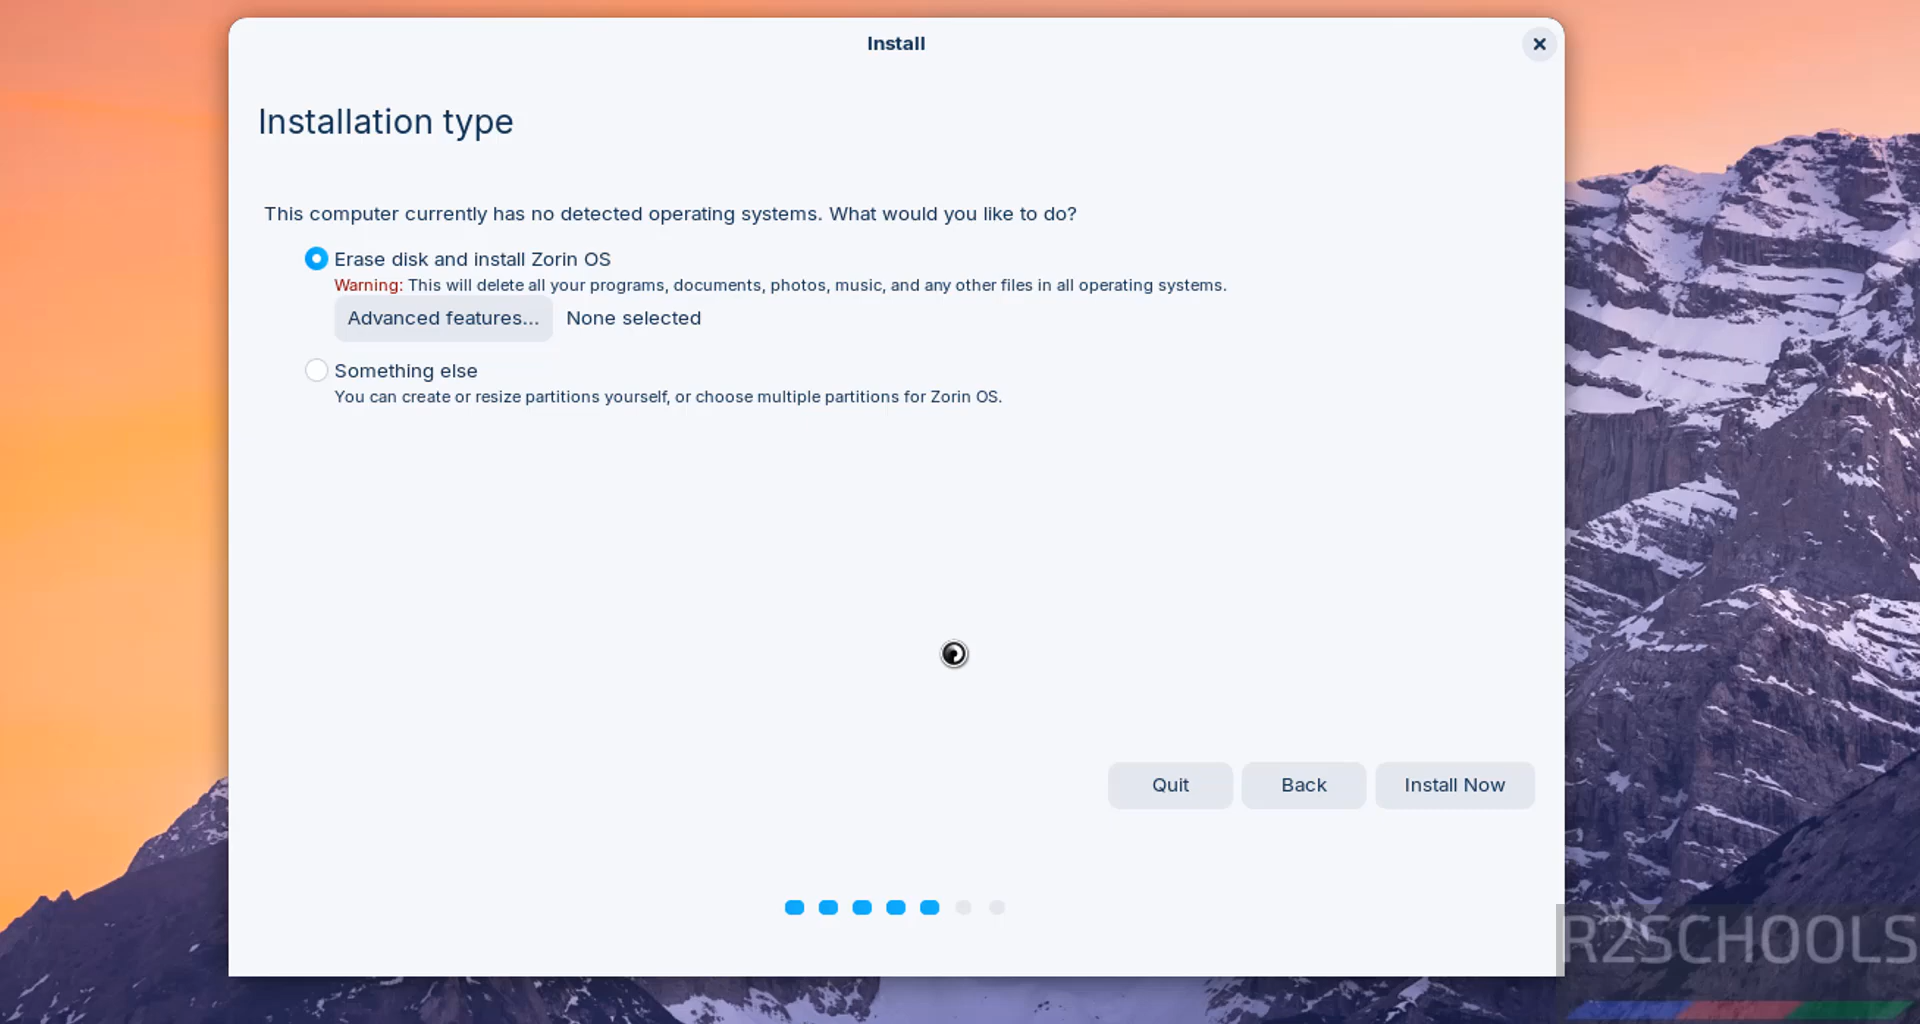 Install
Installation type
This computer currently has no detected operating systems. What would you like to do?
Erase disk and install Zorin OS
Warning: This will delete all your programs, documents, photos, music, and any other files in all operating systems.
Advanced features... None selected
Something else
You can create or resize partitions yourself, or choose multiple partitions for Zorin OS.
Quit Back Install Now
R2SCHOOLS